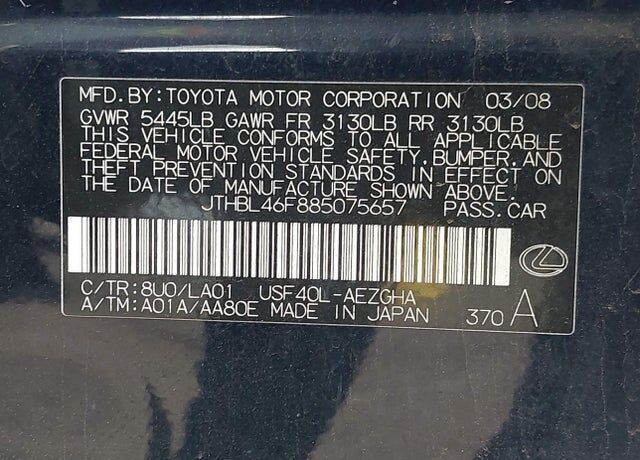 MFD. BY: TOYOTA MOTOR CORPORATION 03/08
GVWR 5445LB GAWR FR 3130LB RR 3130LB
THIS VEHICLE CONFORMS TO ALL APPLICABLE
FEDERAL MOTOR VEHICLE SAFETY, BUMPER, AND
THEFT PREVENTION STANDARDS IN EFFECT ON
THE DATE OF MANUFACTURE SHOWN ABOVE.
JTHBL46F885075657 PASS. CAR
C/TR: 8U0/LA01 USF40L-AEZGHA
A/TM: A01A/AA80E MADE IN JAPAN 370 A